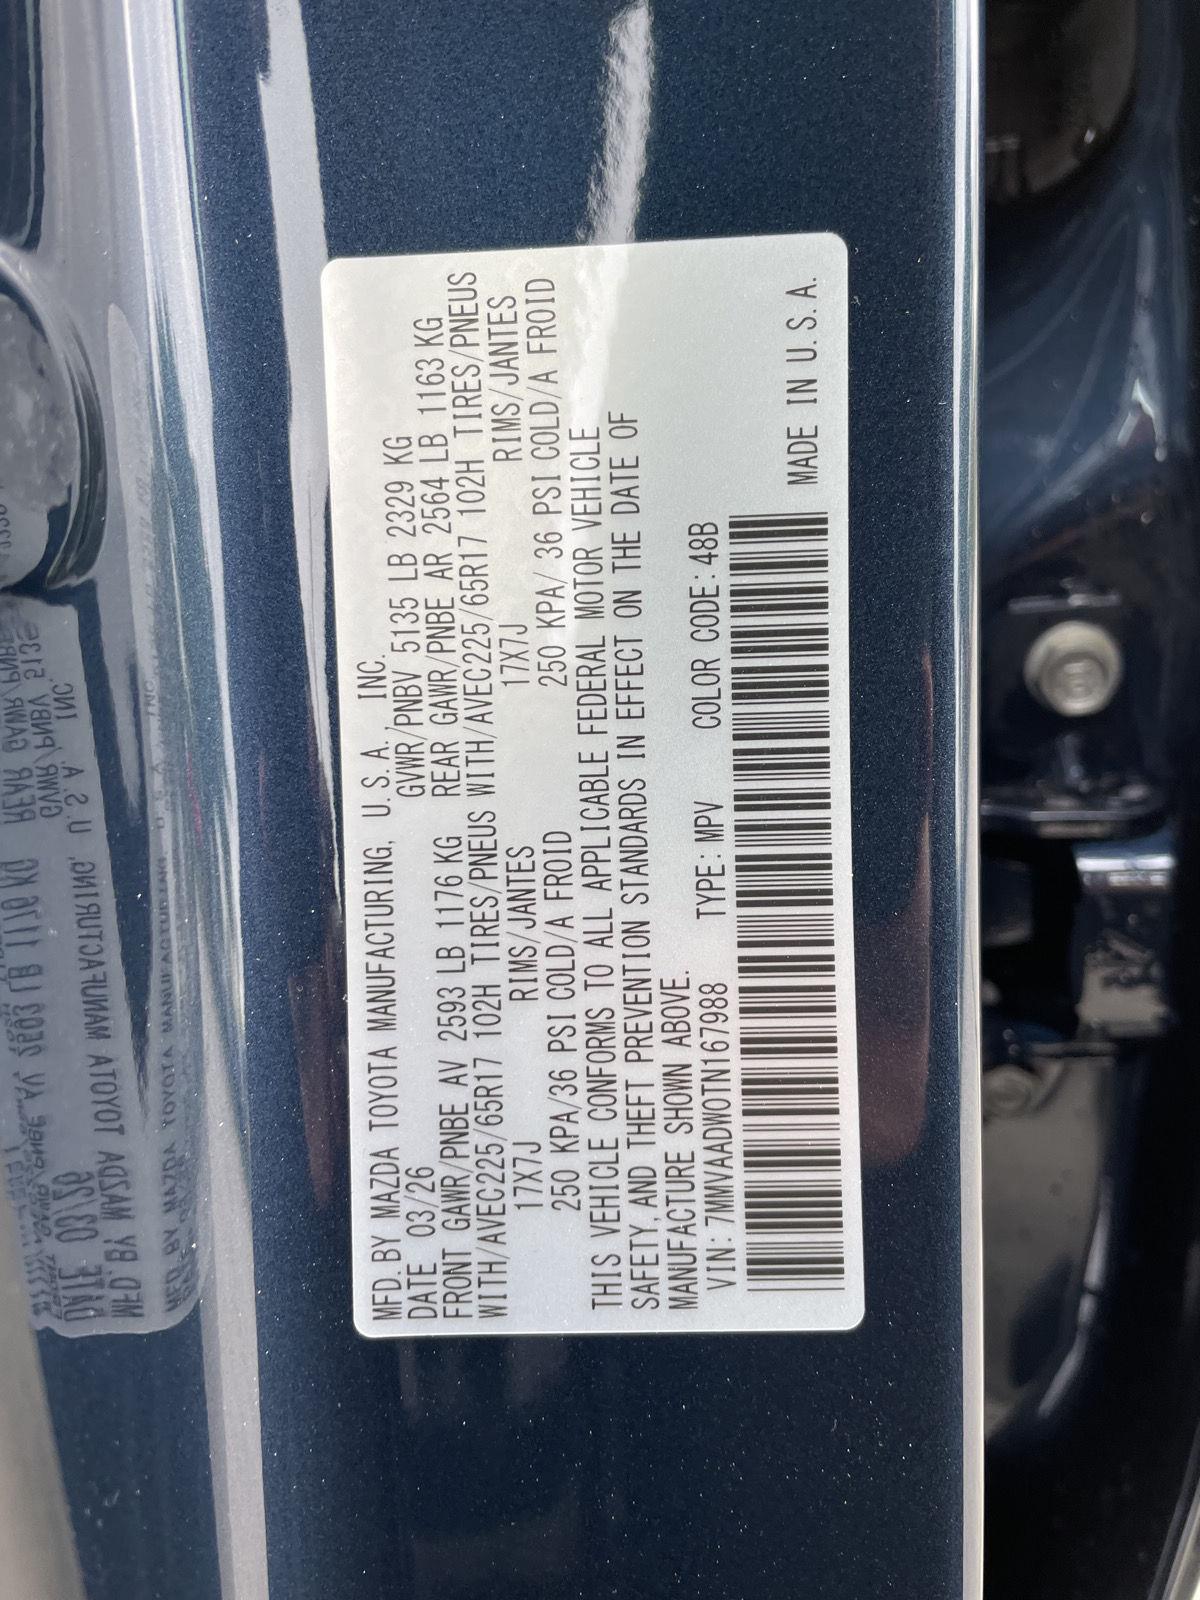 MFD. BY MAZDA TOYOTA MANUFACTURING, U. S. A., INC.
DATE 03/26 GVWR/PNBV 5135 LB 2329 KG
FRONT GAWR/PNBE AV 2593 LB 1176 KG REAR GAWR/PNBE AR 2564 LB 1163 KG
WITH/AVEC225/65R17 102H TIRES/PNEUS WITH/AVEC225/65R17 102H TIRES/PNEUS
17X7J RIMS/JANTES 17X7J RIMS/JANTES
250 KPA/36 PSI COLD/A FROID 250 KPA/ 36 PSI COLD/A FROID
THIS VEHICLE CONFORMS TO ALL APPLICABLE FEDERAL MOTOR VEHICLE
SAFETY, AND THEFT PREVENTION STANDARDS IN EFFECT ON THE DATE OF
MANUFACTURE SHOWN ABOVE.
VIN: 7MMVAADW0TN167988 TYPE: MPV COLOR CODE: 48B
MADE IN U. S. A.